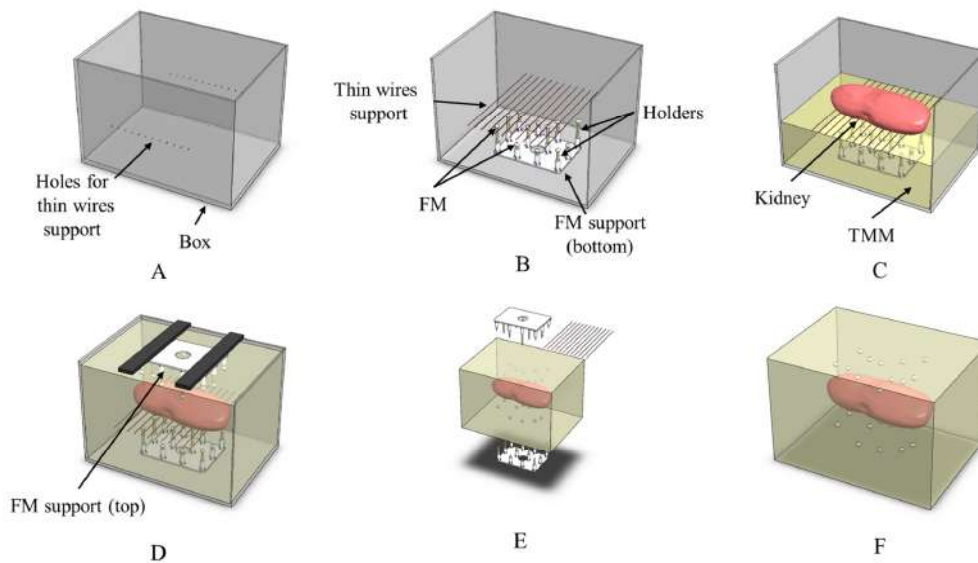 Holes for
thin wires
support
Box
A
Thin wires
support
Holders
FM
FM support
(bottom)
B
Kidney
TMM
C
FM support (top)
D
E
F